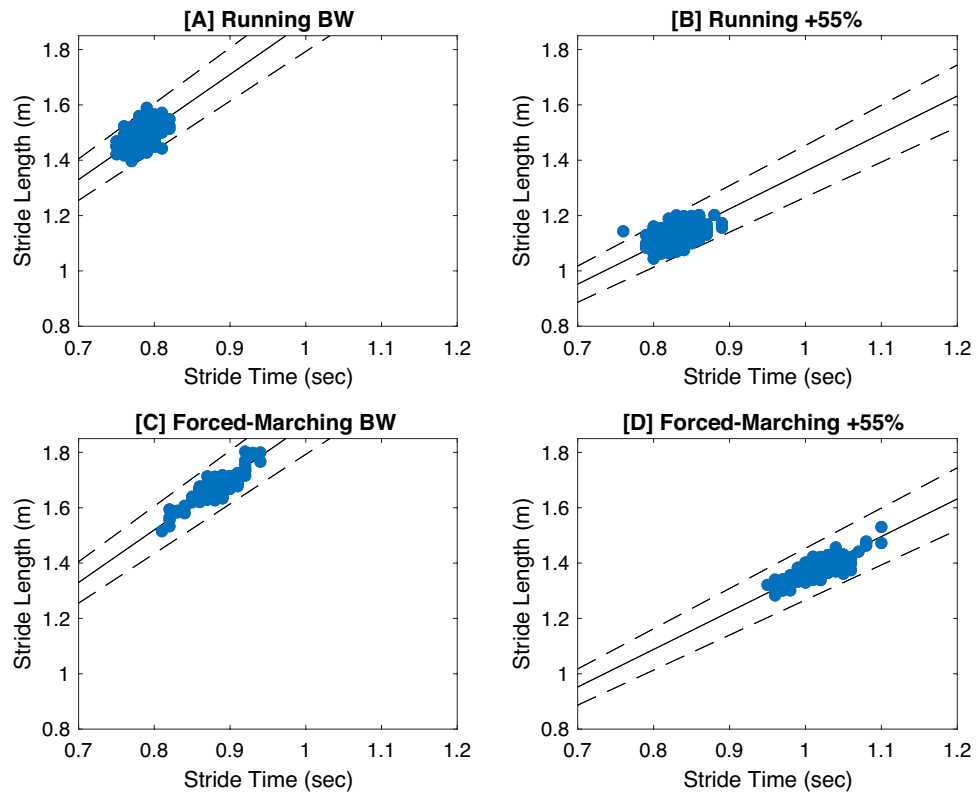 [A] Running BW
1.8
1.6
1.4
1.2
1
0.8
Stride Length (m)
0.7 0.8 0.9 1 1.1 1.2
Stride Time (sec)
[B] Running +55%
1.8
1.6
1.4
1.2
1
0.8
Stride Length (m)
0.7 0.8 0.9 1 1.1 1.2
Stride Time (sec)
[C] Forced-Marching BW
1.8
1.6
1.4
1.2
1
0.8
Stride Length (m)
0.7 0.8 0.9 1 1.1 1.2
Stride Time (sec)
[D] Forced-Marching +55%
1.8
1.6
1.4
1.2
1
0.8
Stride Length (m)
0.7 0.8 0.9 1 1.1 1.2
Stride Time (sec)